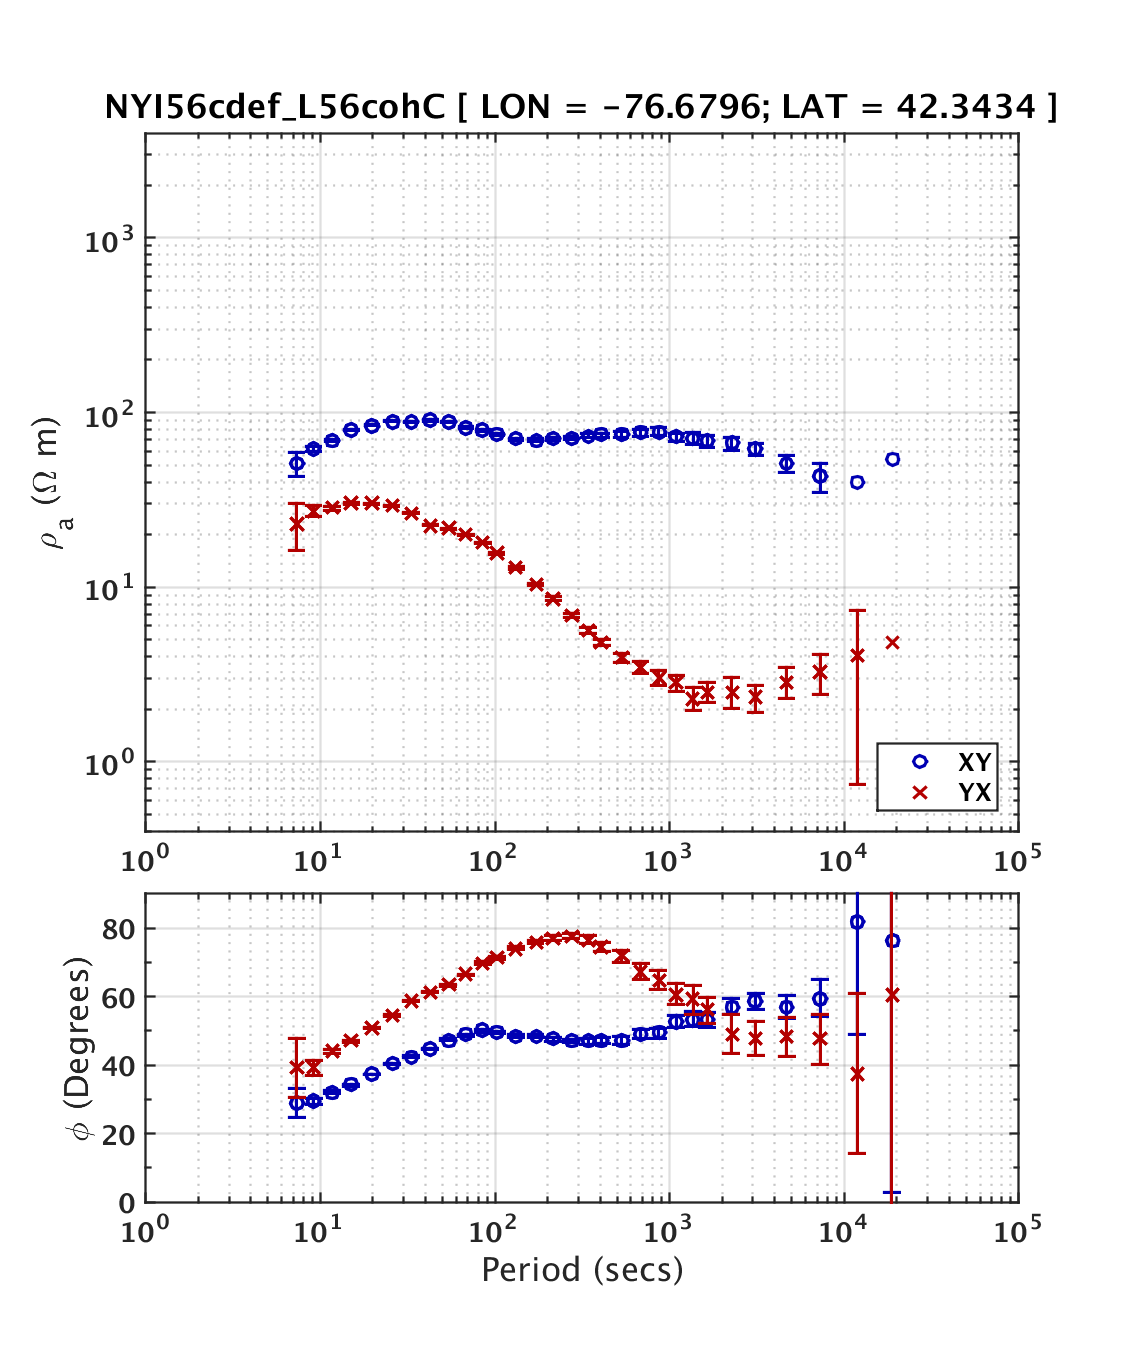 NYI56cdef_L56cohC [ LON = -76.6796; LAT = 42.3434 ]
10³
10²
10¹
10⁰
ρₐ (Ω m)
XY
YX
10⁰ 10¹ 10² 10³ 10⁴ 10⁵
80
60
40
20
0
ϕ (Degrees)
10⁰ 10¹ 10² 10³ 10⁴ 10⁵
Period (secs)